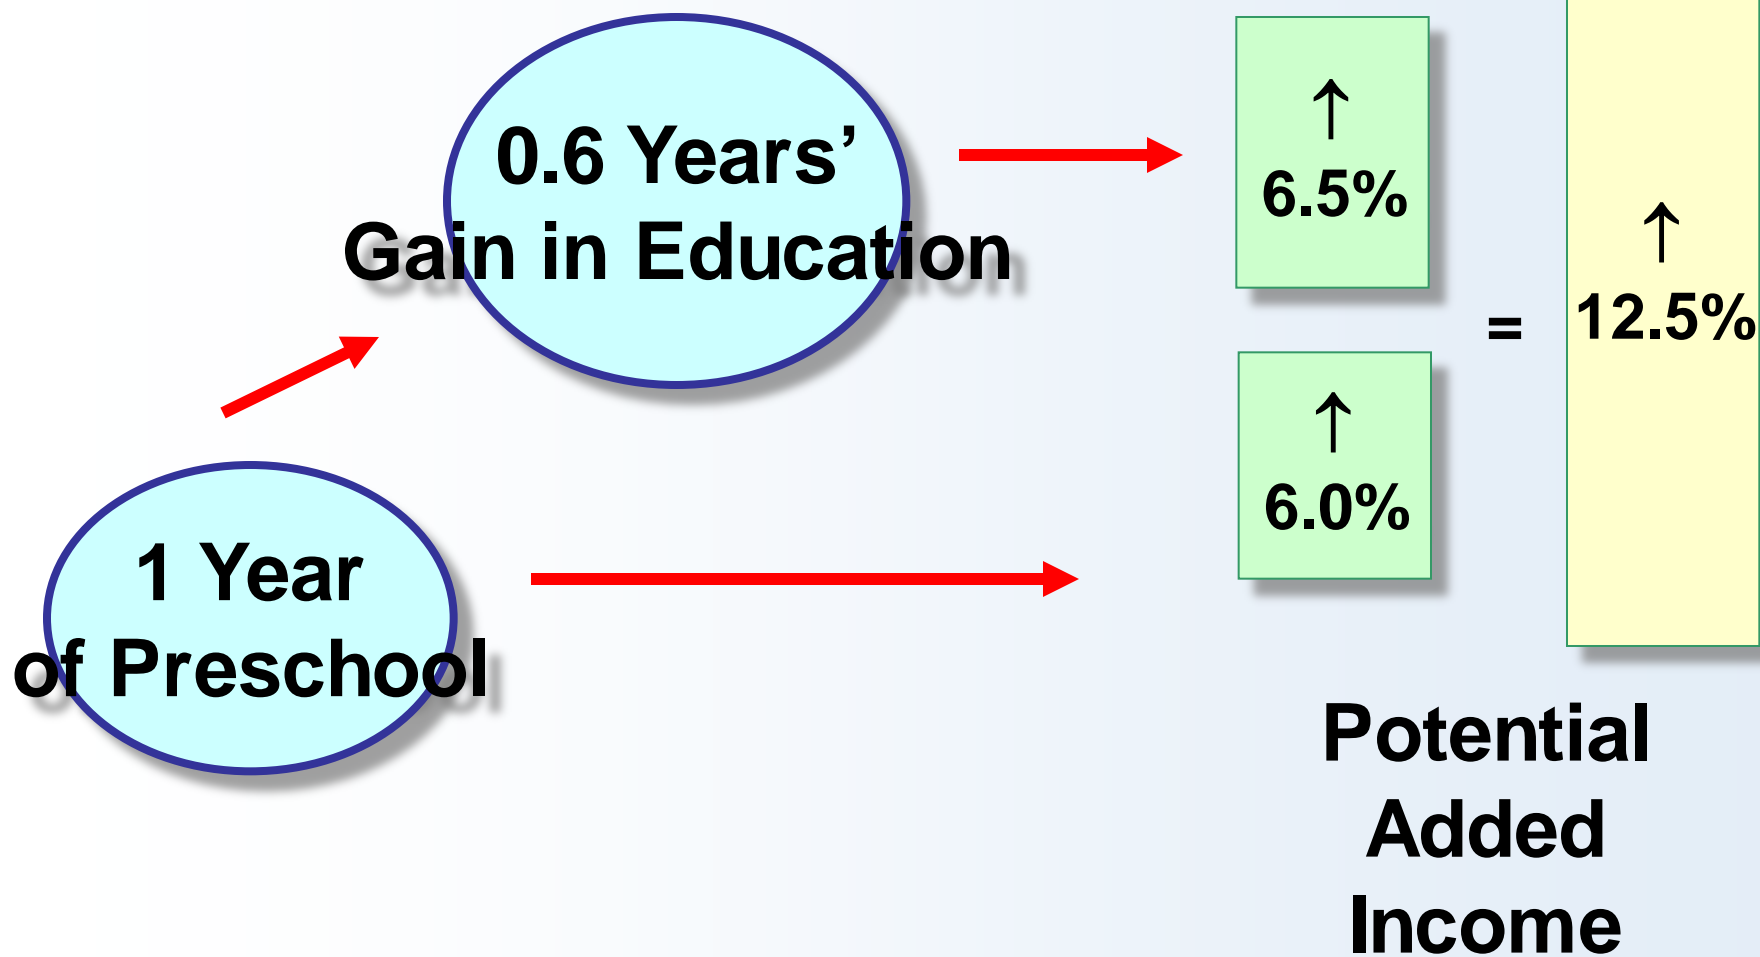 0.6 Years’
Gain in Education
↑
6.5%
↑
12.5%
=
↑
6.0%
1 Year
of Preschool
Potential
Added
Income